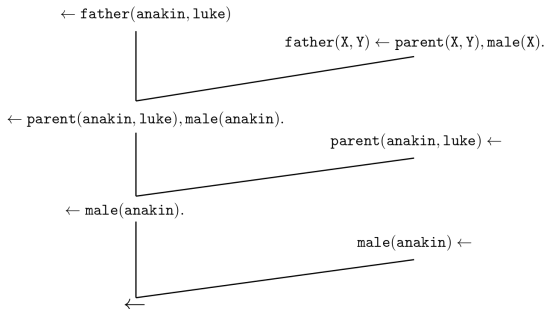 ← father(anakin, luke)
father(X, Y) ← parent(X, Y), male(X).
← parent(anakin, luke), male(anakin).
parent(anakin, luke) ←
← male(anakin).
male(anakin) ←
←